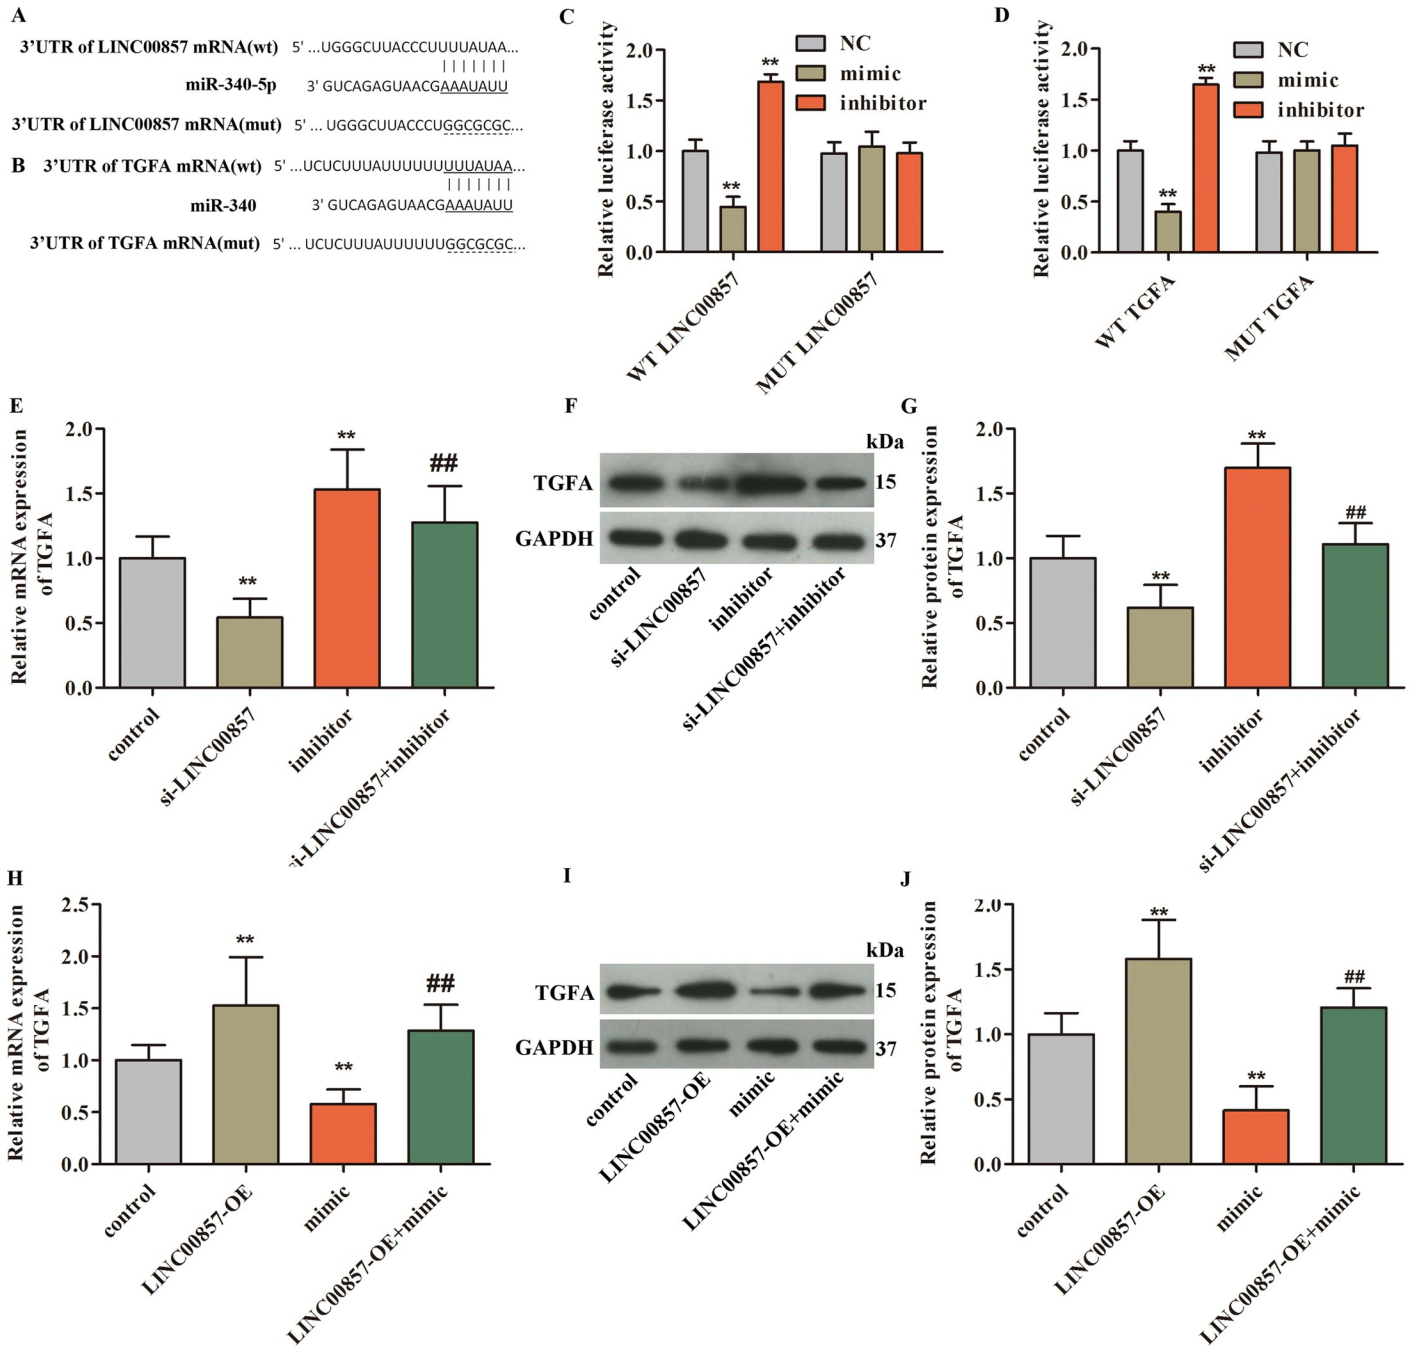 A
3'UTR of LINC00857 mRNA(wt) 5' ...UGGGCUUACCCUUUUAUAA...
miR-340-5p 3' GUCAGAGUAACGAAAUAUU
3'UTR of LINC00857 mRNA(mut) 5' ... UGGGCUUACCCUGGCGCGC...
B 3'UTR of TGFA mRNA(wt) 5' ...UCUCUUUAUUUUUUUUUAUAA...
miR-340 3' GUCAGAGUAACGAAAUAUU
3'UTR of TGFA mRNA(mut) 5' ... UCUCUUUAUUUUUUGGCGCGC...
C
Relative luciferase activity
2.0
1.5
1.0
0.5
0.0
**
**
NC
mimic
inhibitor
WT LINC00857
MUT LINC00857
D
Relative luciferase activity
2.0
1.5
1.0
0.5
0.0
**
**
NC
mimic
inhibitor
WT TGFA
MUT TGFA
E
Relative mRNA expression
of TGFA
2.0
1.5
1.0
0.5
0.0
**
**
##
control
si-LINC00857
inhibitor
si-LINC00857+inhibitor
F
kDa
TGFA 15
GAPDH 37
control
si-LINC00857
inhibitor
si-LINC00857+inhibitor
G
Relative protein expression
of TGFA
2.0
1.5
1.0
0.5
0.0
**
**
##
control
si-LINC00857
inhibitor
si-LINC00857+inhibitor
H
Relative mRNA expression
of TGFA
2.5
2.0
1.5
1.0
0.5
0.0
**
**
##
control
LINC00857-OE
mimic
LINC00857-OE+mimic
I
kDa
TGFA 15
GAPDH 37
control
LINC00857-OE
mimic
LINC00857-OE+mimic
J
Relative protein expression
of TGFA
2.0
1.5
1.0
0.5
0.0
**
**
##
control
LINC00857-OE
mimic
LINC00857-OE+mimic